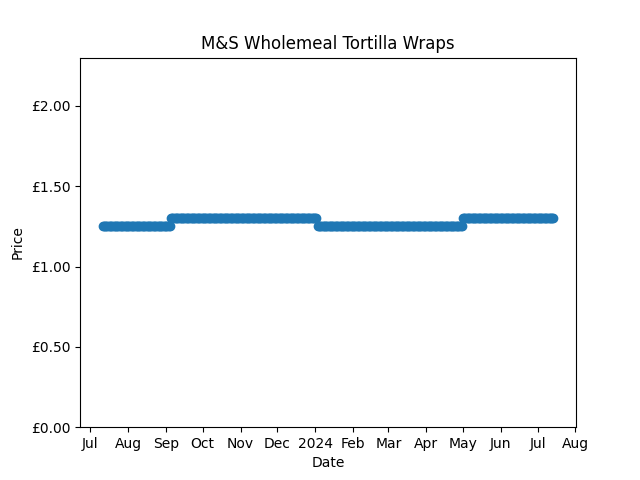 M&S Wholemeal Tortilla Wraps
£2.00
£1.50
£1.00
£0.50
£0.00
Price
Jul Aug Sep Oct Nov Dec 2024 Feb Mar Apr May Jun Jul Aug
Date